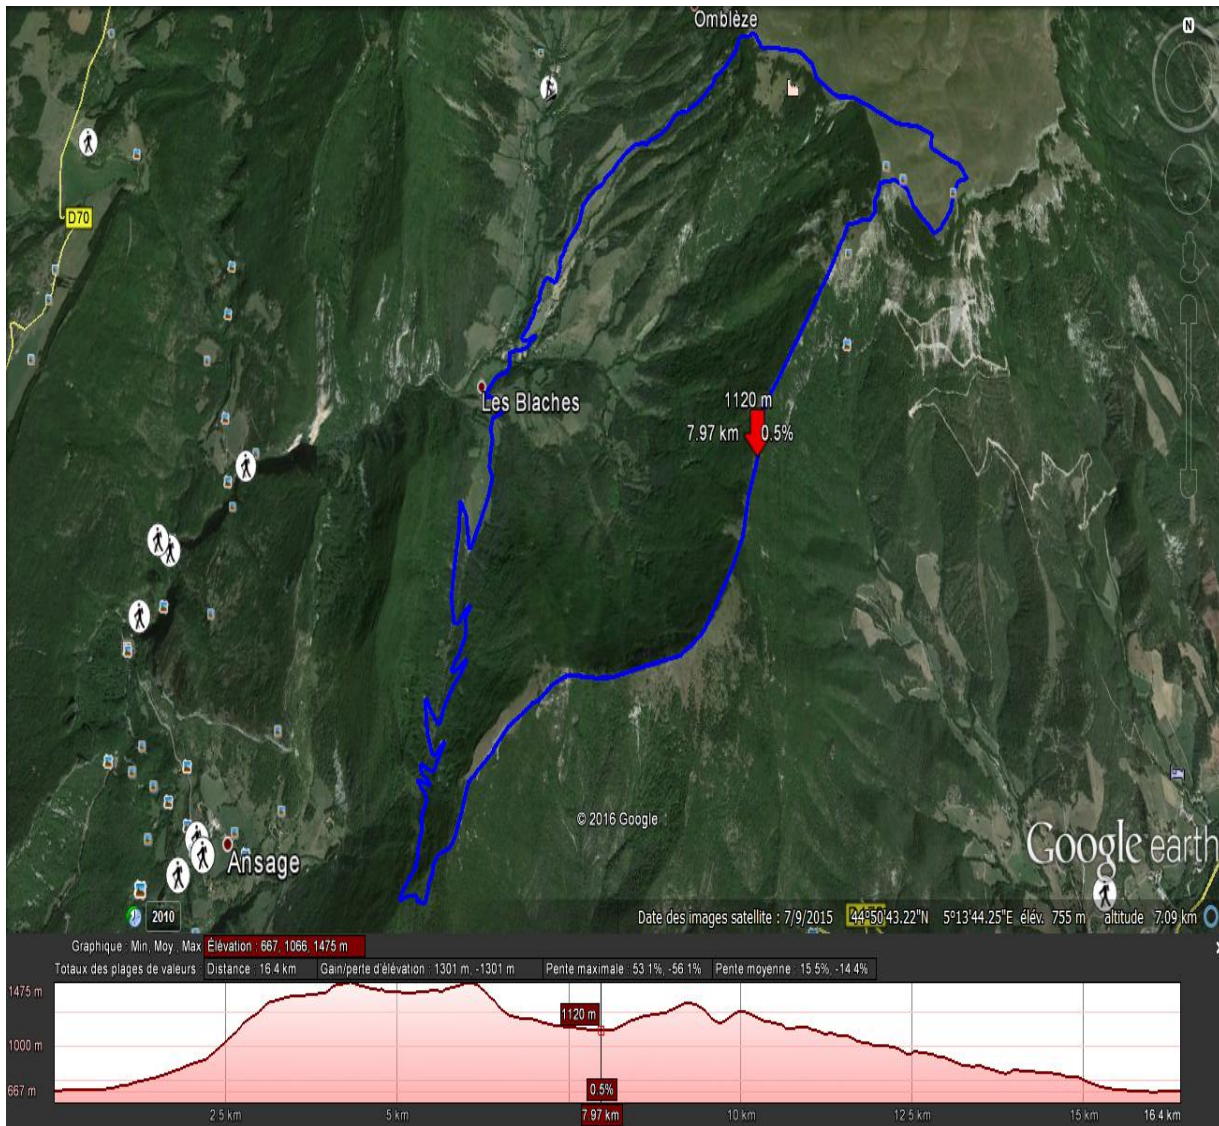 Omblèze
N
D70
Les Blaches
1120 m
7.97 km 0.5%
© 2016 Google
Google earth
Ansage
2010
Date des images satellite : 7/9/2015 44°50'43.22"N 5°13'44.25"E élév. 755 m altitude 7.09 km
Graphique : Min, Moy., Max Élévation : 667, 1066, 1475 m
Totaux des plages de valeurs : Distance : 16.4 km Gain/perte d'élévation : 1301 m, -1301 m Pente maximale : 53.1%, -56.1% Pente moyenne : 15.5%, -14.4%
1475 m
1120 m
1000 m
0.5%
667 m
2.5 km 5 km 7.97 km 10 km 12.5 km 15 km 16.4 km